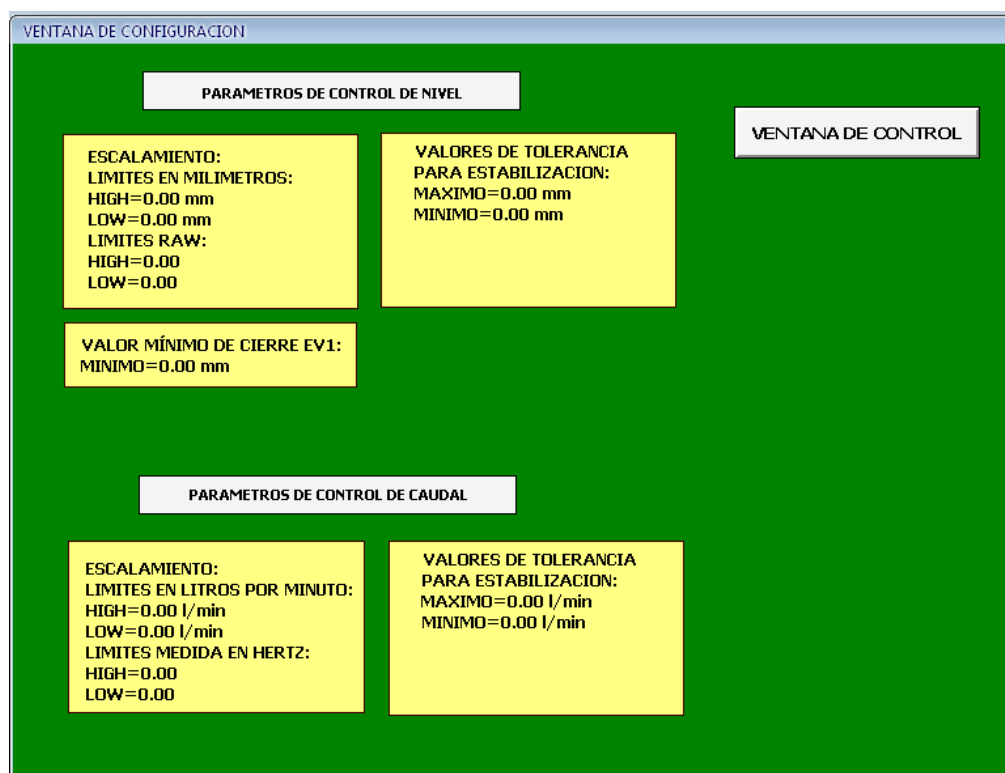 VENTANA DE CONFIGURACION
PARAMETROS DE CONTROL DE NIVEL
VENTANA DE CONTROL
ESCALAMIENTO:
LIMITES EN MILIMETROS:
HIGH=0.00 mm
LOW=0.00 mm
LIMITES RAW:
HIGH=0.00
LOW=0.00
VALORES DE TOLERANCIA
PARA ESTABILIZACION:
MAXIMO=0.00 mm
MINIMO=0.00 mm
VALOR MÍNIMO DE CIERRE EV1:
MINIMO=0.00 mm
PARAMETROS DE CONTROL DE CAUDAL
ESCALAMIENTO:
LIMITES EN LITROS POR MINUTO:
HIGH=0.00 l/min
LOW=0.00 l/min
LIMITES MEDIDA EN HERTZ:
HIGH=0.00
LOW=0.00
VALORES DE TOLERANCIA
PARA ESTABILIZACION:
MAXIMO=0.00 l/min
MINIMO=0.00 l/min